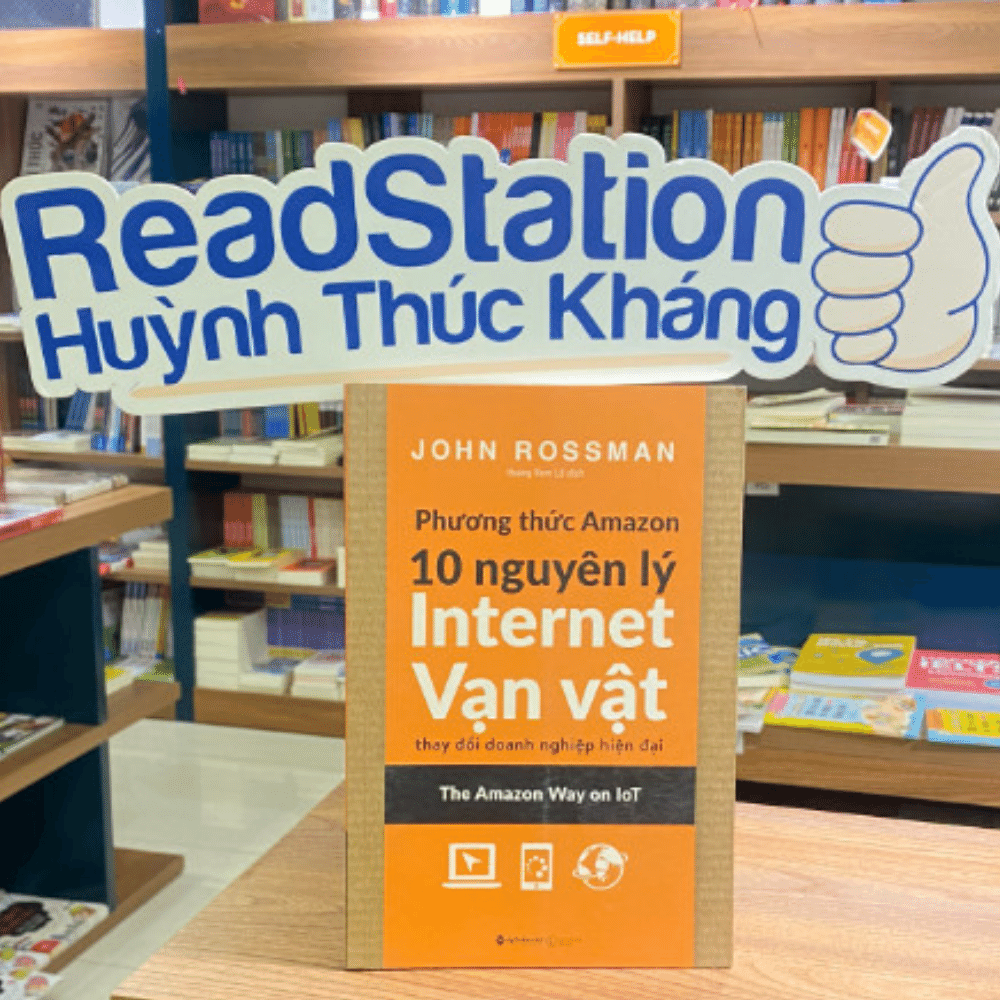 SELF-HELP
ReadStation
Huỳnh Thúc Kháng
JOHN ROSSMAN
Phương thức Amazon
10 nguyên lý
Internet
Vạn vật
thay đổi doanh nghiệp hiện đại
The Amazon Way on IoT